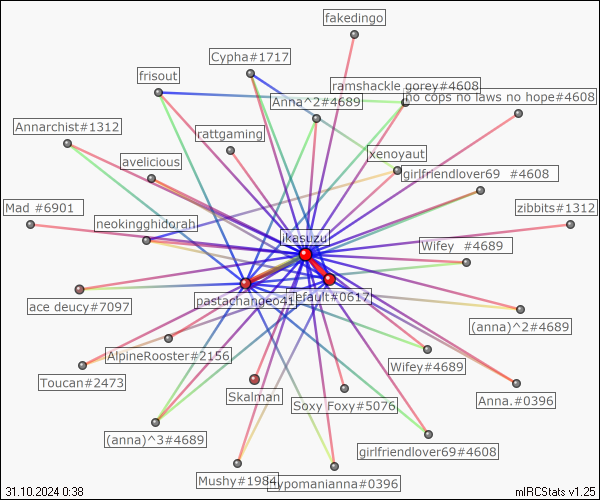 fakedingo
Cypha#1717
frisout
ramshackle gorey#4608
no cops no laws no hope#4608
Anna^2#4689
Annarchist#1312
rattgaming
xenoyaut
avelicious
girlfriendlover69 #4608
Mad #6901
zibbits#1312
neokingghidorah
ikasuzu
Wifey #4689
pastachangeo41
default#0617
ace deucy#7097
(anna)^2#4689
AlpineRooster#2156
Wifey#4689
Toucan#2473
Anna.#0396
Skalman
Soxy Foxy#5076
(anna)^3#4689
girlfriendlover69#4608
Mushy#1984
hypomanianna#0396
31.10.2024 0:38
mIRCStats v1.25